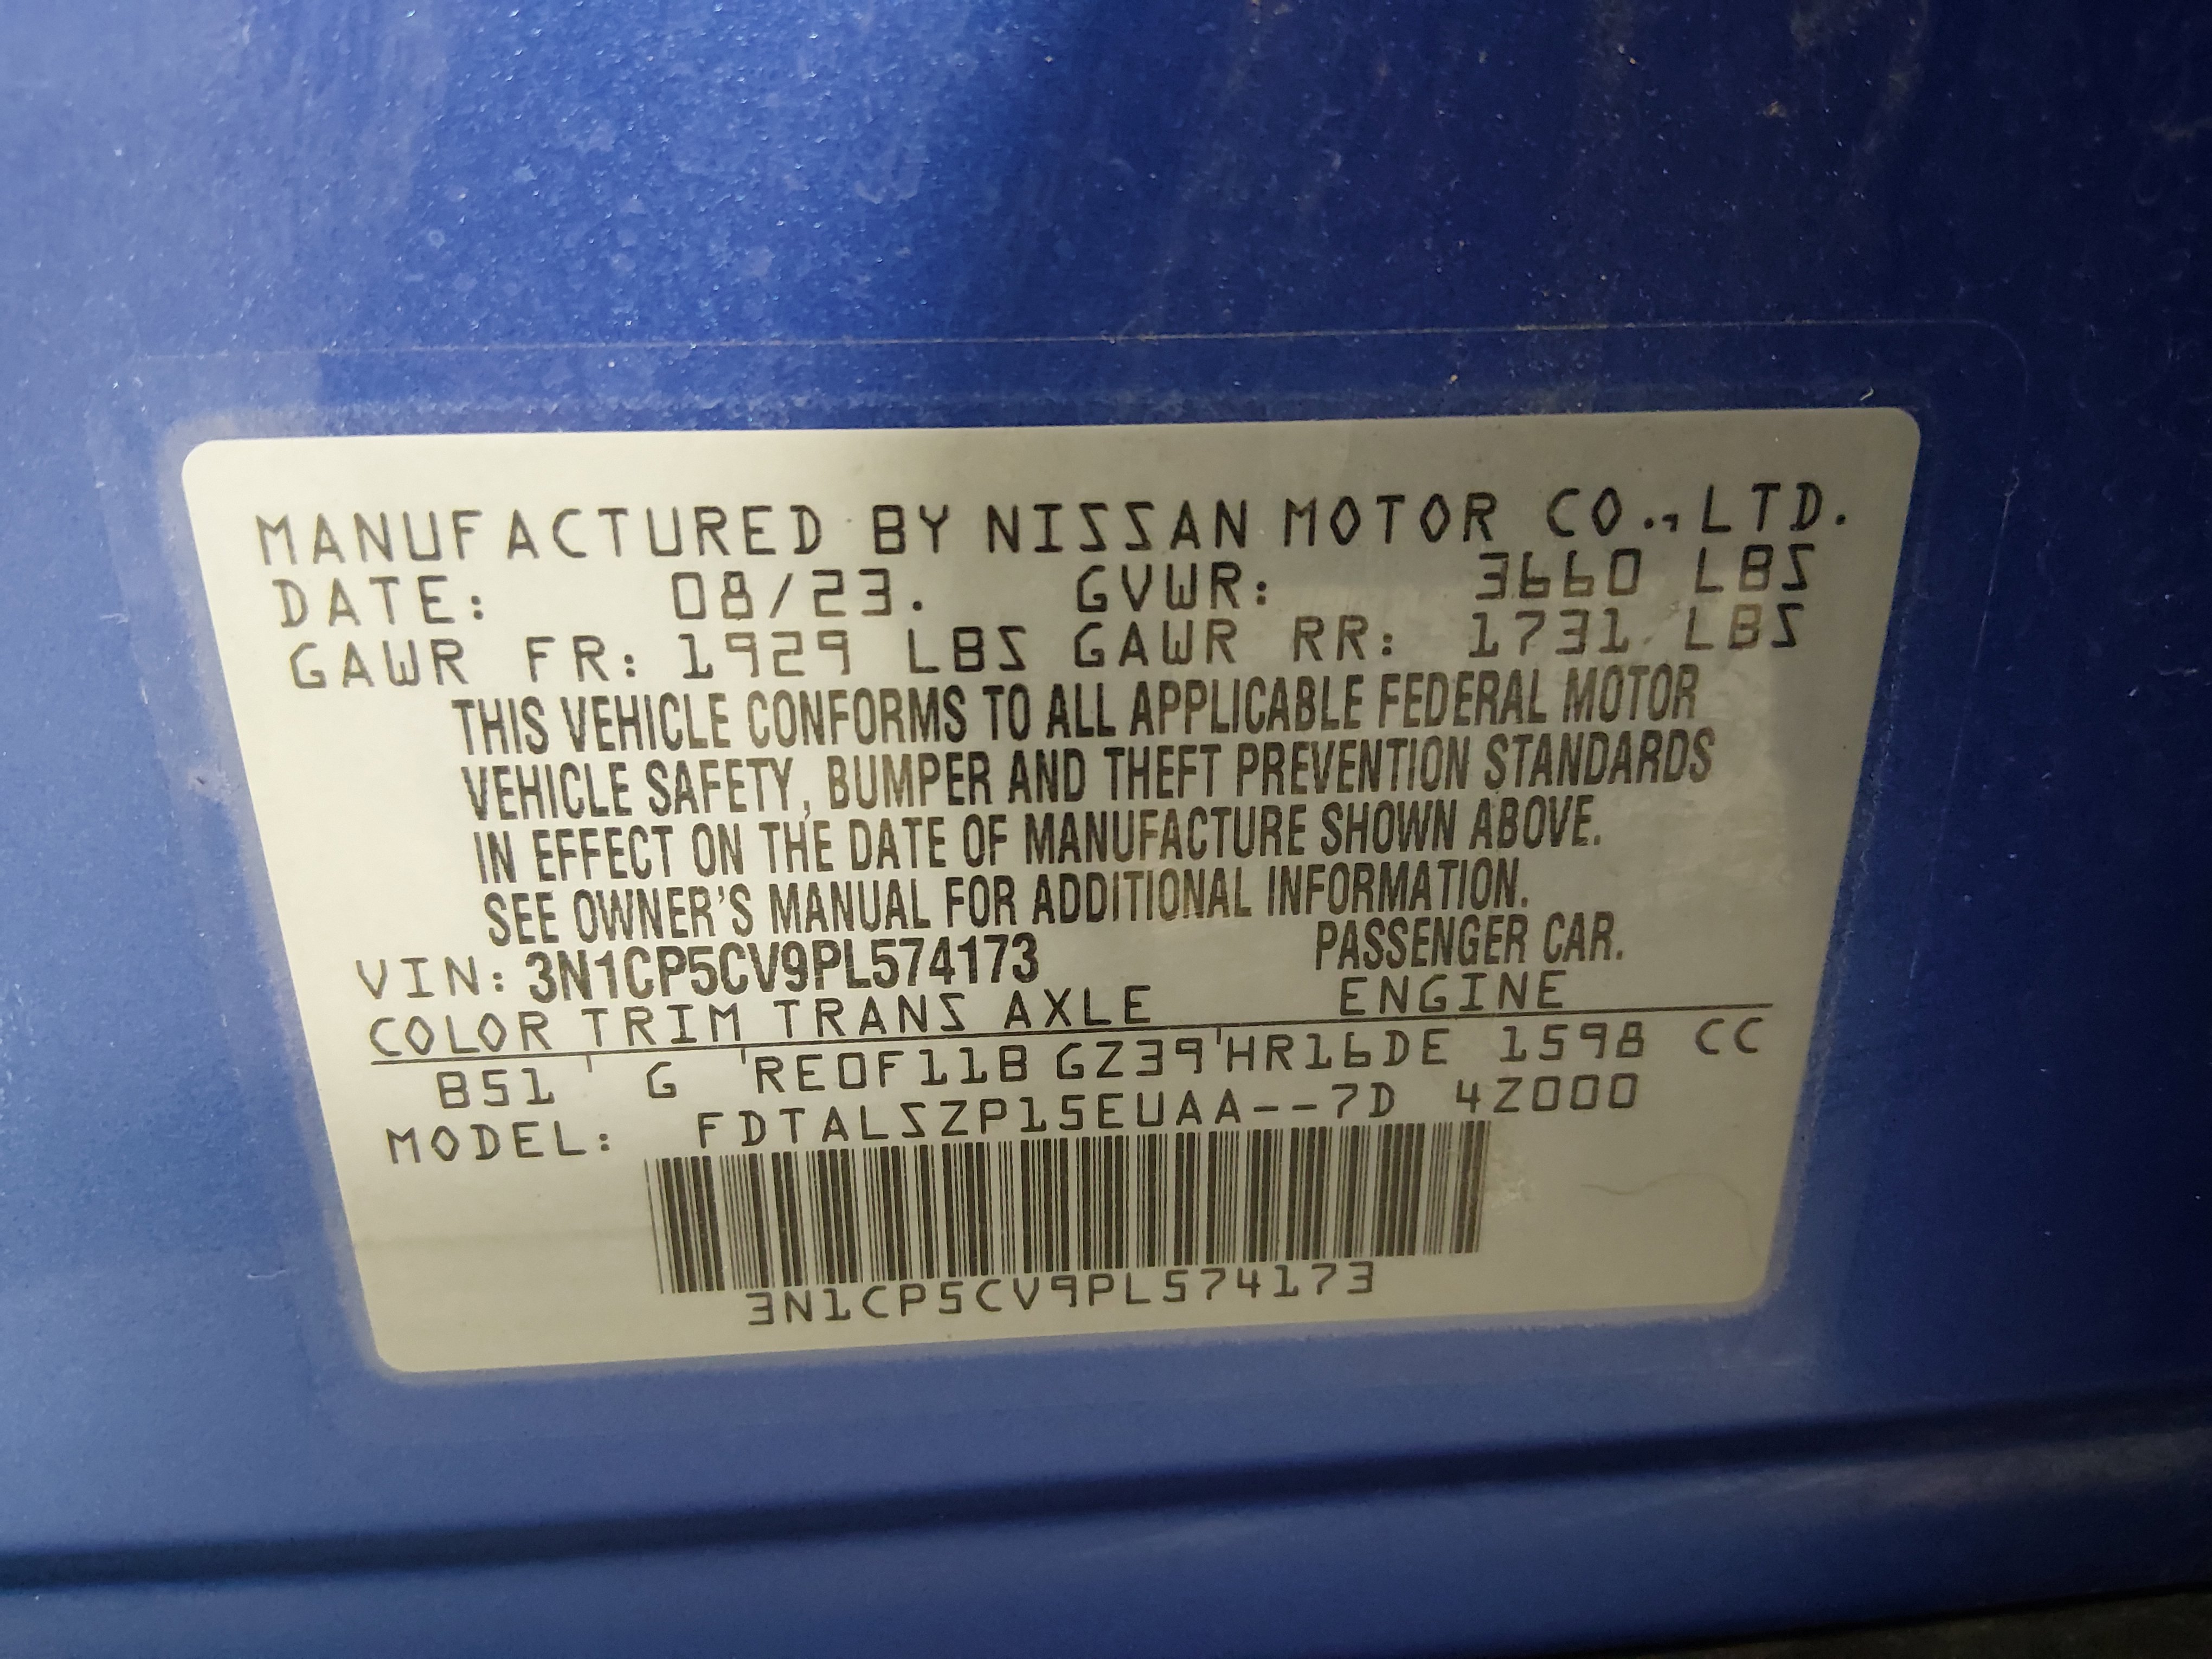 MANUFACTURED BY NISSAN MOTOR CO.,LTD.
DATE: 08/23. GVWR: 3660 LBS
GAWR FR: 1929 LBS GAWR RR: 1731 LBS
THIS VEHICLE CONFORMS TO ALL APPLICABLE FEDERAL MOTOR
VEHICLE SAFETY, BUMPER AND THEFT PREVENTION STANDARDS
IN EFFECT ON THE DATE OF MANUFACTURE SHOWN ABOVE.
SEE OWNER'S MANUAL FOR ADDITIONAL INFORMATION.
VIN: 3N1CP5CV9PL574173 PASSENGER CAR.
COLOR TRIM TRANS AXLE ENGINE
B51 G RE0F11B GZ39 HR16DE 1598 CC
MODEL: FDTALSZP15EUAA--7D 4Z000
3N1CP5CV9PL574173